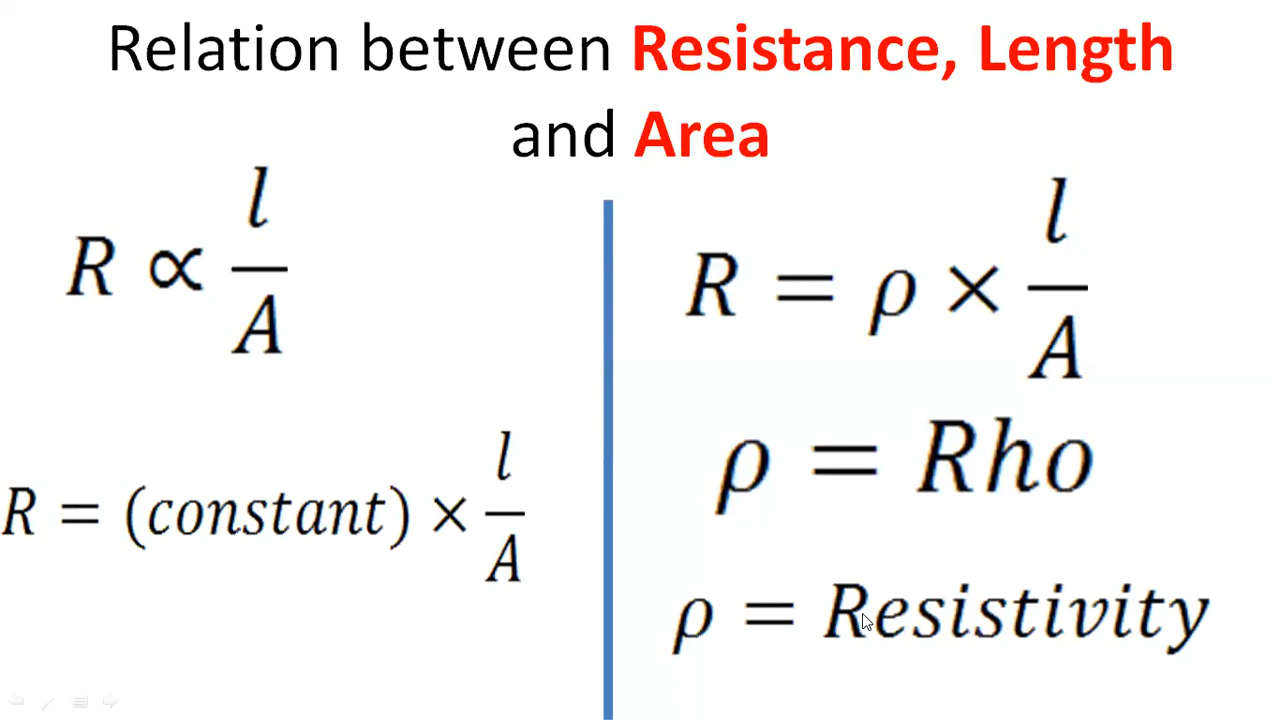 Relation between Resistance, Length
and Area
R ∝ l/A
R = (constant) × l/A
R = ρ × l/A
ρ = Rho
ρ = Resistivity